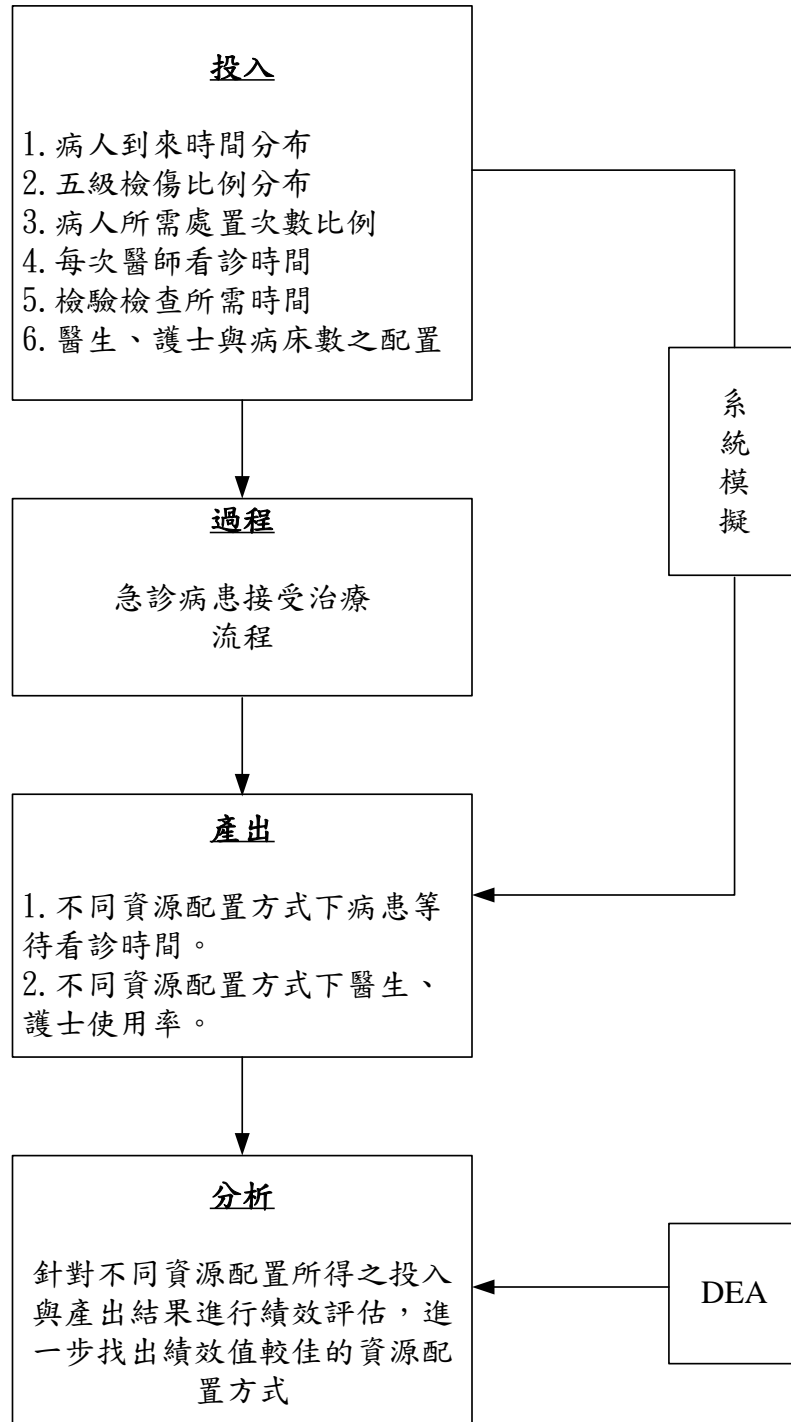 投入
1.病人到來時間分布
2.五級檢傷比例分布
3.病人所需處置次數比例
4.每次醫師看診時間
5.檢驗檢查所需時間
6.醫生、護士與病床數之配置
系
統
模
擬
過程
急診病患接受治療
流程
產出
1.不同資源配置方式下病患等
待看診時間。
2.不同資源配置方式下醫生、
護士使用率。
分析
針對不同資源配置所得之投入
與產出結果進行績效評估，進
一步找出績效值較佳的資源配
置方式
DEA